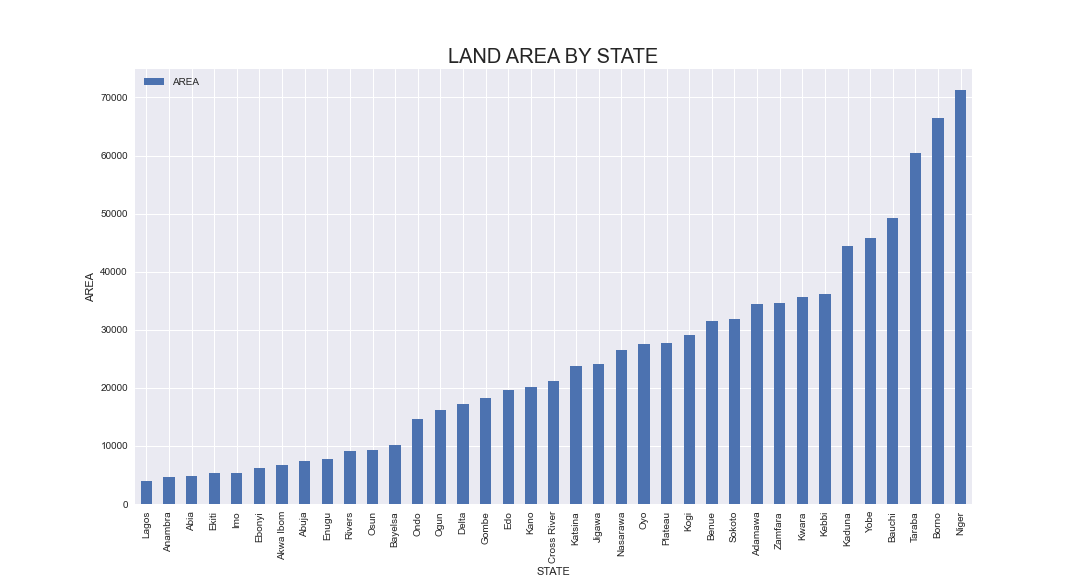 LAND AREA BY STATE
AREA
70000
60000
50000
40000
30000
20000
10000
0
AREA
Lagos
Anambra
Abia
Ekiti
Imo
Ebonyi
Akwa Ibom
Abuja
Enugu
Rivers
Osun
Bayelsa
Ondo
Ogun
Delta
Gombe
Edo
Kano
Cross River
Katsina
Jigawa
Nasarawa
Oyo
Plateau
Kogi
Benue
Sokoto
Adamawa
Zamfara
Kwara
Kebbi
Kaduna
Yobe
Bauchi
Taraba
Borno
Niger
STATE